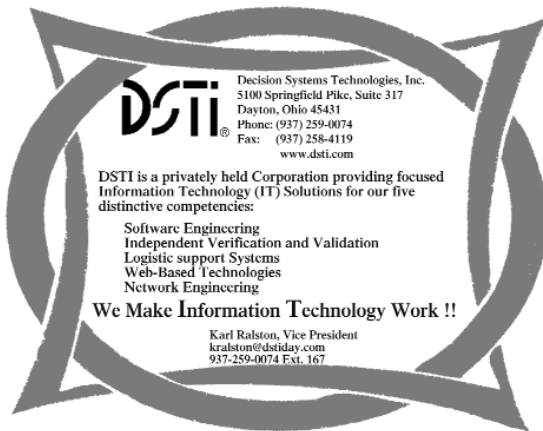 DSTi®
Decision Systems Technologies, Inc.
5100 Springfield Pike, Suite 317
Dayton, Ohio 45431
Phone: (937) 259-0074
Fax: (937) 258-4119
www.dsti.com
DSTI is a privately held Corporation providing focused
Information Technology (IT) Solutions for our five
distinctive competencies:
Software Engineering
Independent Verification and Validation
Logistic support Systems
Web-Based Technologies
Network Engineering
We Make Information Technology Work !!
Karl Ralston, Vice President
kralston@dstiday.com
937-259-0074 Ext. 167